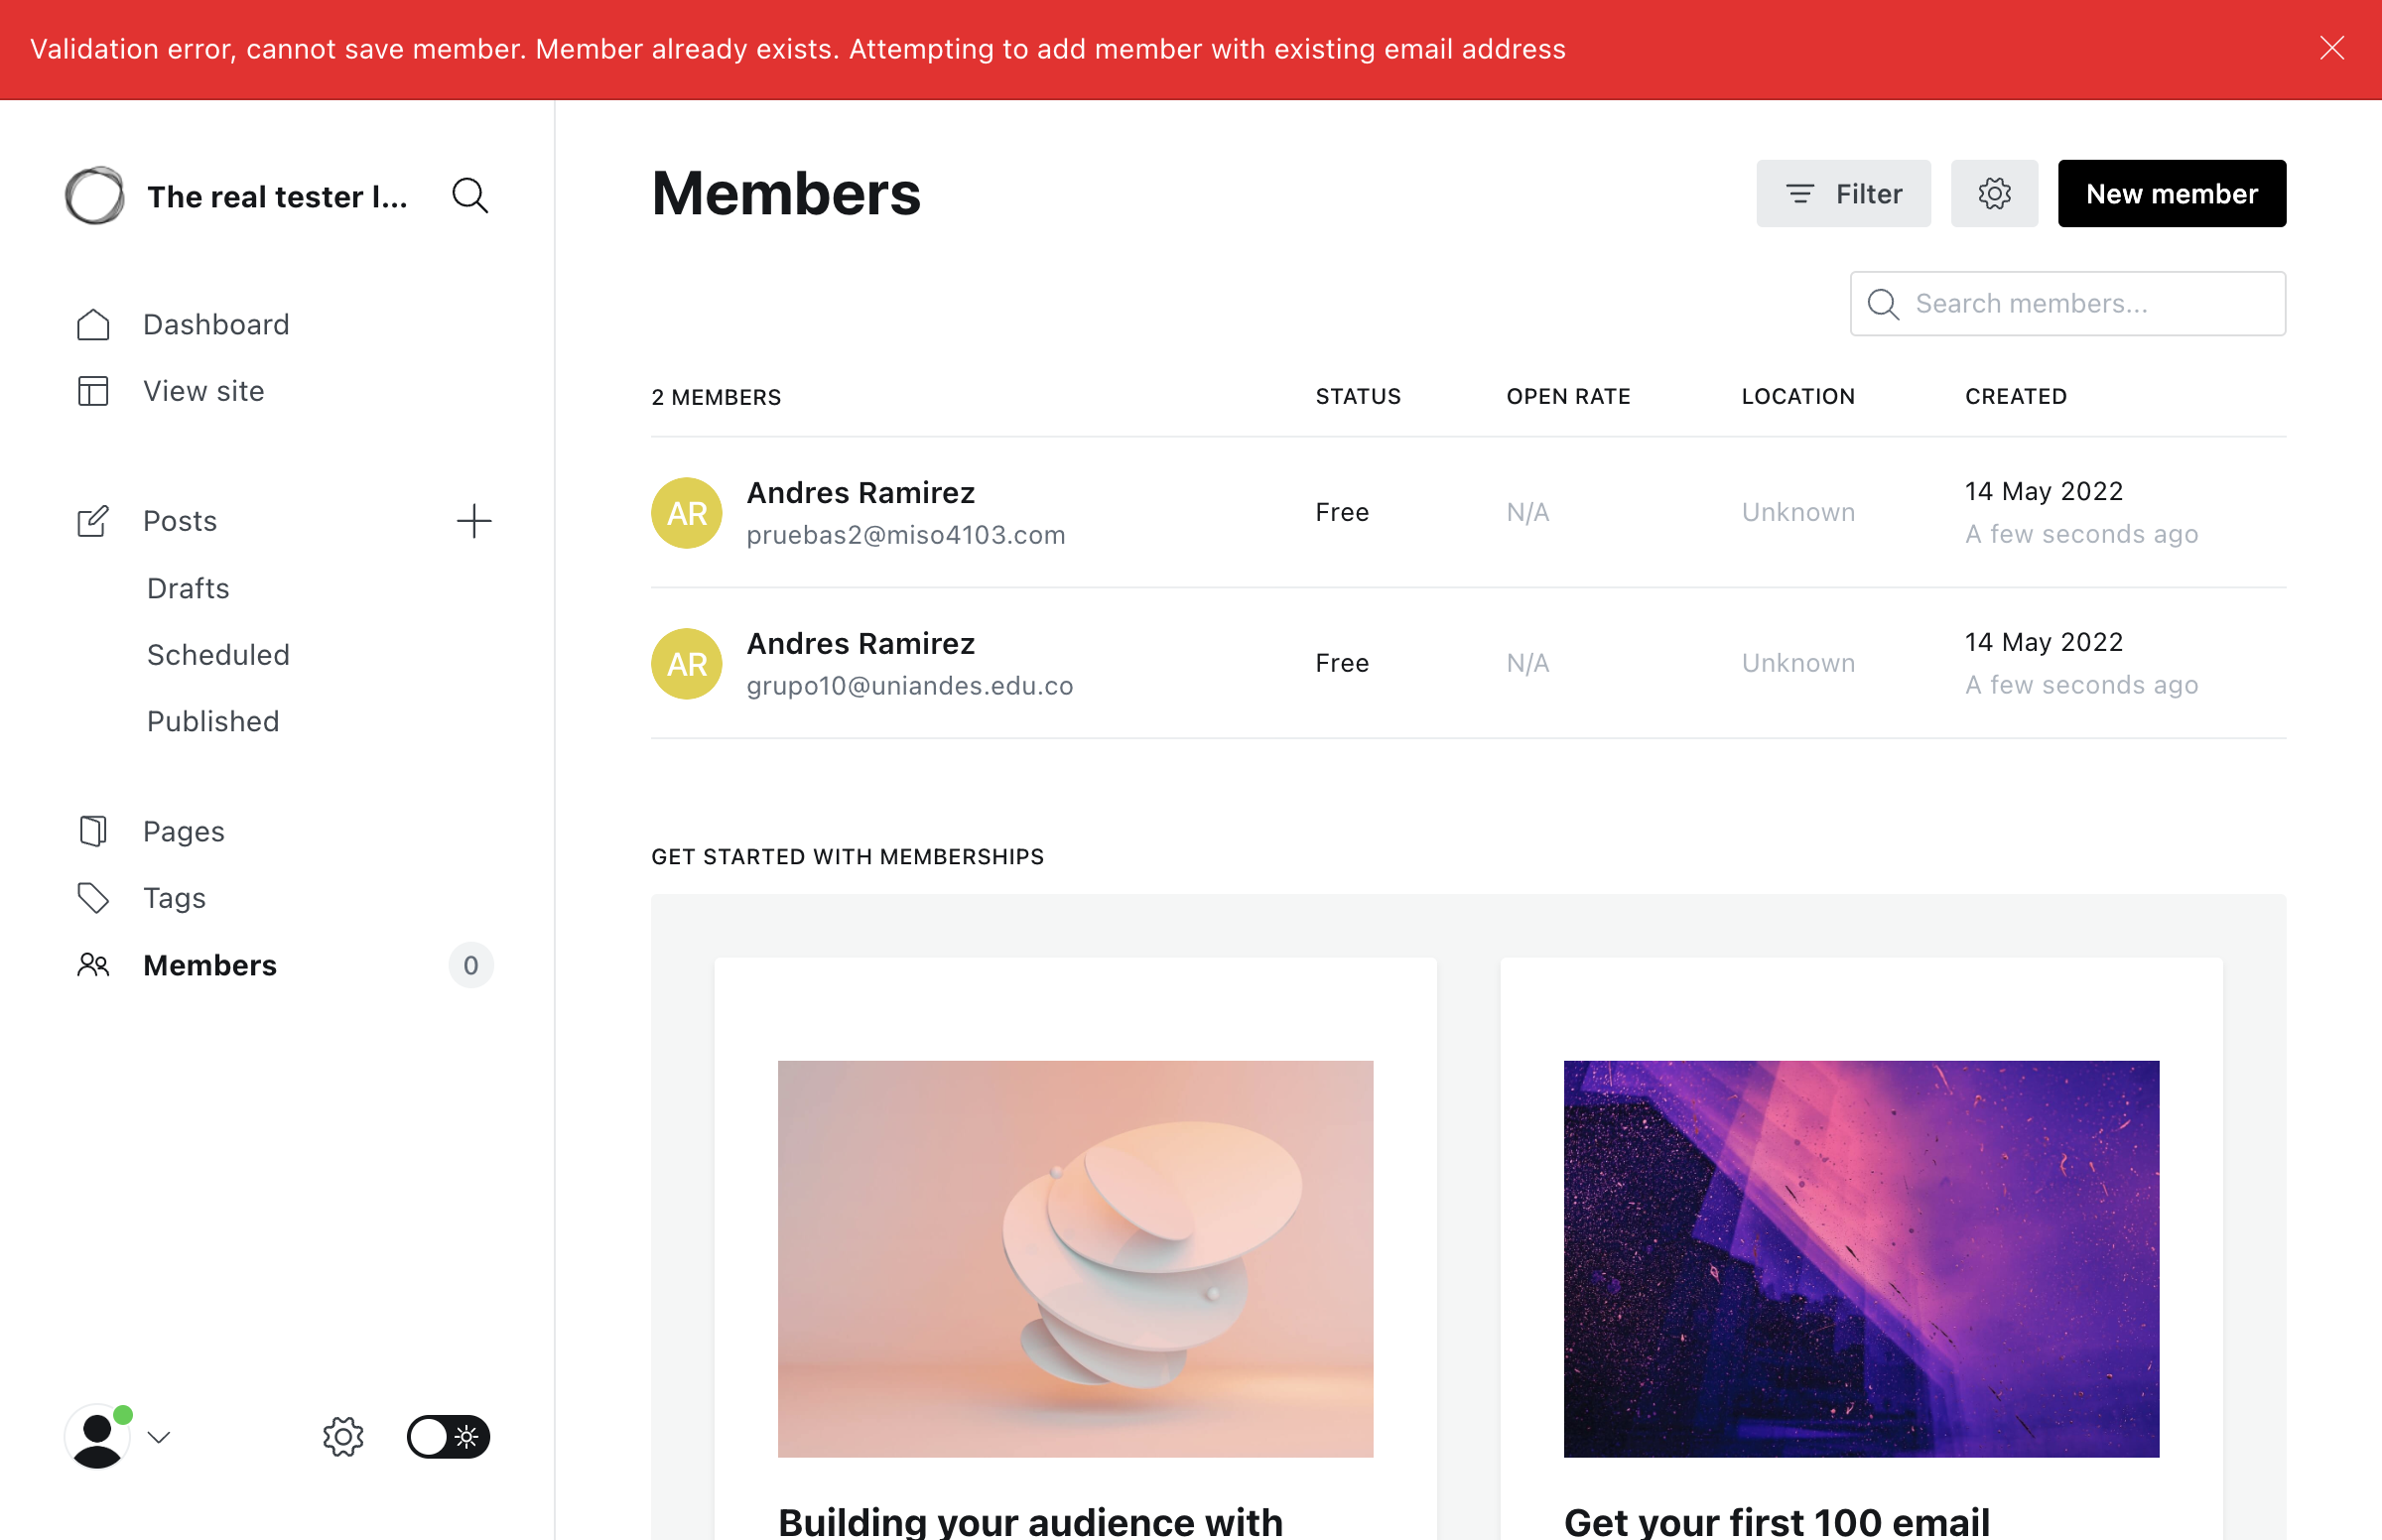 Validation error, cannot save member. Member already exists. Attempting to add member with existing email address
The real tester l...
Dashboard
View site
Posts
Drafts
Scheduled
Published
Pages
Tags
Members 0
Members
Filter
New member
Search members...
2 MEMBERS STATUS OPEN RATE LOCATION CREATED
AR Andres Ramirez
pruebas2@miso4103.com
Free N/A Unknown
14 May 2022
A few seconds ago
AR Andres Ramirez
grupo10@uniandes.edu.co
Free N/A Unknown
14 May 2022
A few seconds ago
GET STARTED WITH MEMBERSHIPS
Building your audience with
Get your first 100 email